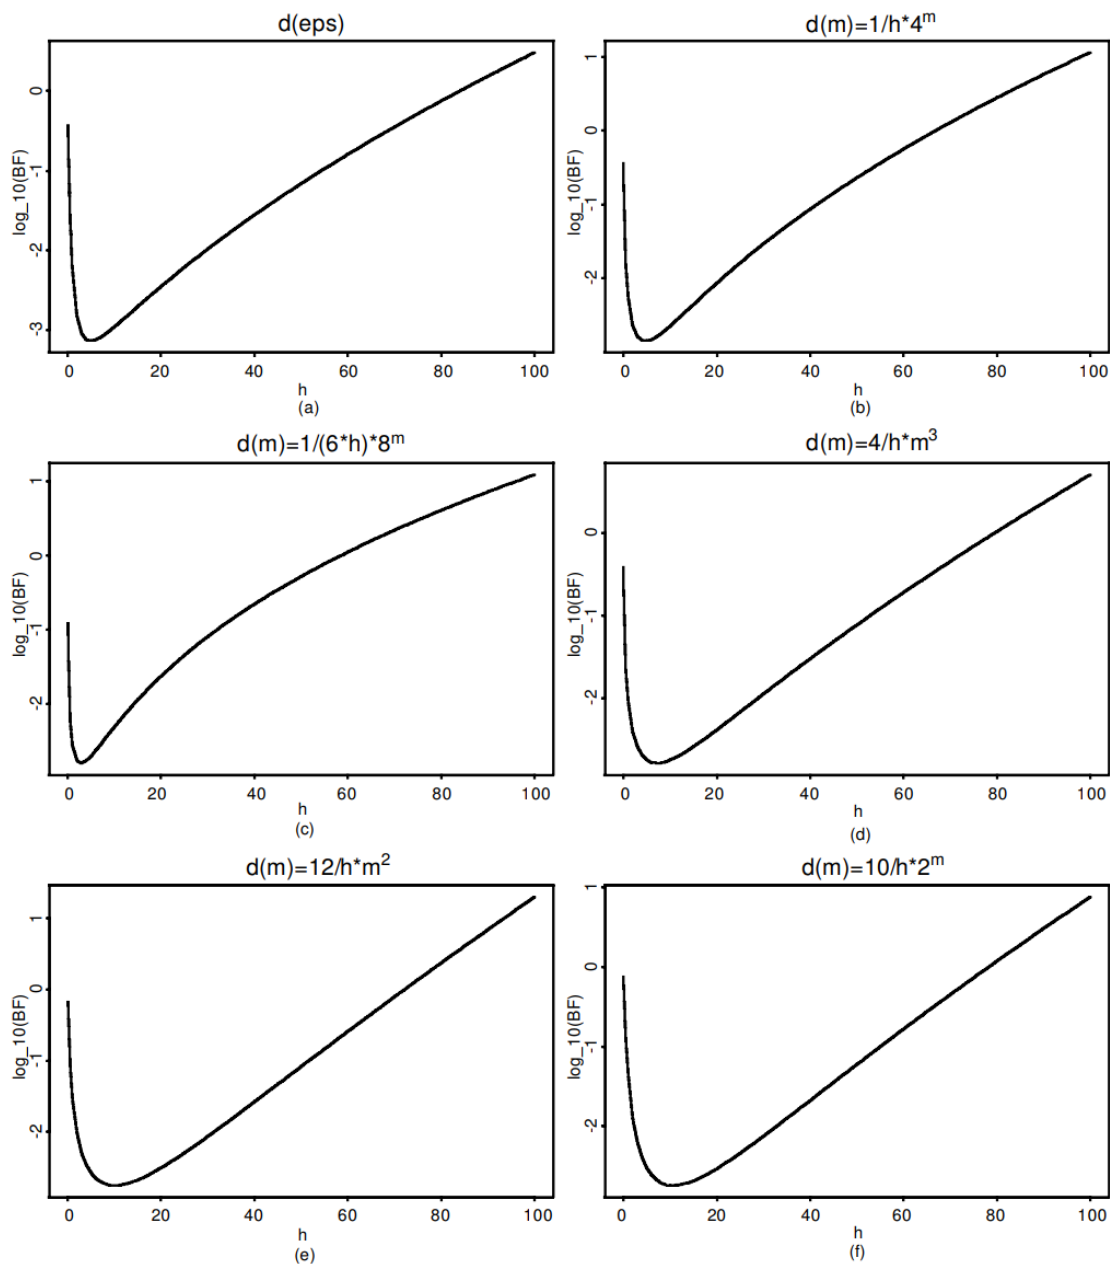 d(eps)
log_10(BF)
0
-1
-2
-3
0 20 40 60 80 100
h
(a)
d(m)=1/h*4^m
log_10(BF)
1
0
-1
-2
0 20 40 60 80 100
h
(b)
d(m)=1/(6*h)*8^m
log_10(BF)
1
0
-1
-2
0 20 40 60 80 100
h
(c)
d(m)=4/h*m^3
log_10(BF)
0
-1
-2
0 20 40 60 80 100
h
(d)
d(m)=12/h*m^2
log_10(BF)
1
0
-1
-2
0 20 40 60 80 100
h
(e)
d(m)=10/h*2^m
log_10(BF)
1
0
-1
-2
0 20 40 60 80 100
h
(f)